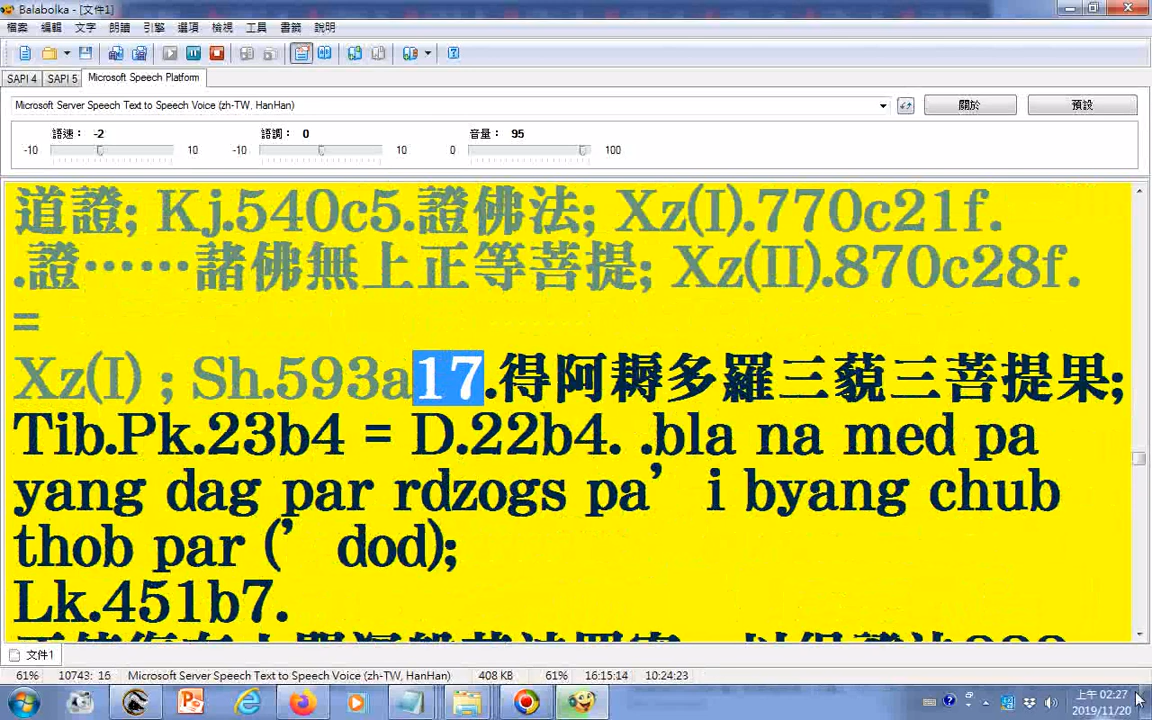 Balabolka - [文件1]
檔案 編輯 文字 朗讀 引擎 選項 檢視 工具 書籤 說明
SAPI 4 SAPI 5 Microsoft Speech Platform
Microsoft Server Speech Text to Speech Voice (zh-TW, HanHan) 關於 預設
語速： -2 語調： 0 音量： 95
-10 10 -10 10 0 100
道證; Kj.540c5.證佛法; Xz(I).770c21f.
.證……諸佛無上正等菩提; Xz(II).870c28f.
=
Xz(I) ; Sh.593a17.得阿耨多羅三藐三菩提果;
Tib.Pk.23b4 = D.22b4. .bla na med pa
yang dag par rdzogs pa’ i byang chub
thob par (’ dod);
Lk.451b7.
文件1
61% 10743: 16 Microsoft Server Speech Text to Speech Voice (zh-TW, HanHan) 408 KB 61% 16:15:14 10:24:23
上午 02:27
2019/11/20